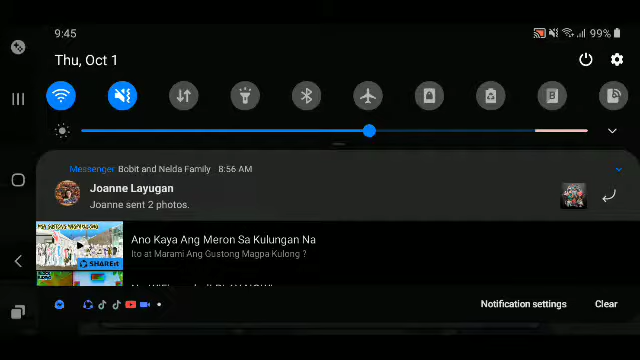 9:45
99%
Thu, Oct 1
Messenger Bobit and Nelda Family 8:56 AM
Joanne Layugan
Joanne sent 2 photos.
Ano Kaya Ang Meron Sa Kulungan Na
Ito at Marami Ang Gustong Magpa Kulong ?
SHAREit
Notification settings
Clear